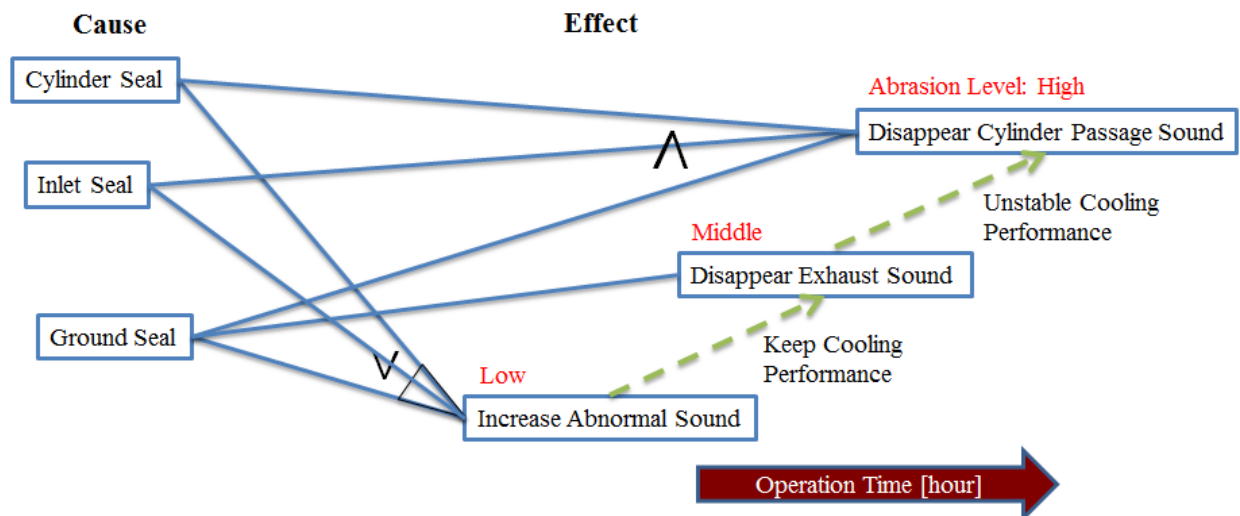 Cause
Effect
Cylinder Seal
Abrasion Level: High
Disappear Cylinder Passage Sound
Λ
Inlet Seal
Unstable Cooling
Performance
Middle
Disappear Exhaust Sound
Ground Seal
Keep Cooling
Performance
V
Low
Increase Abnormal Sound
Operation Time [hour]